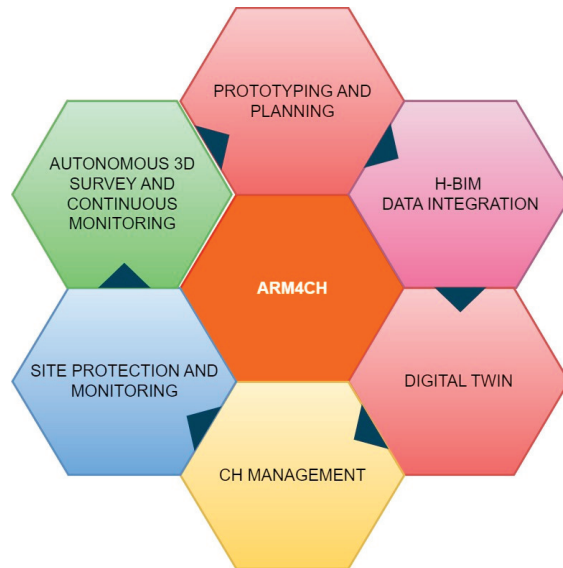 PROTOTYPING AND
PLANNING
AUTONOMOUS 3D
SURVEY AND
CONTINUOUS
MONITORING
H-BIM
DATA INTEGRATION
ARM4CH
SITE PROTECTION AND
MONITORING
DIGITAL TWIN
CH MANAGEMENT